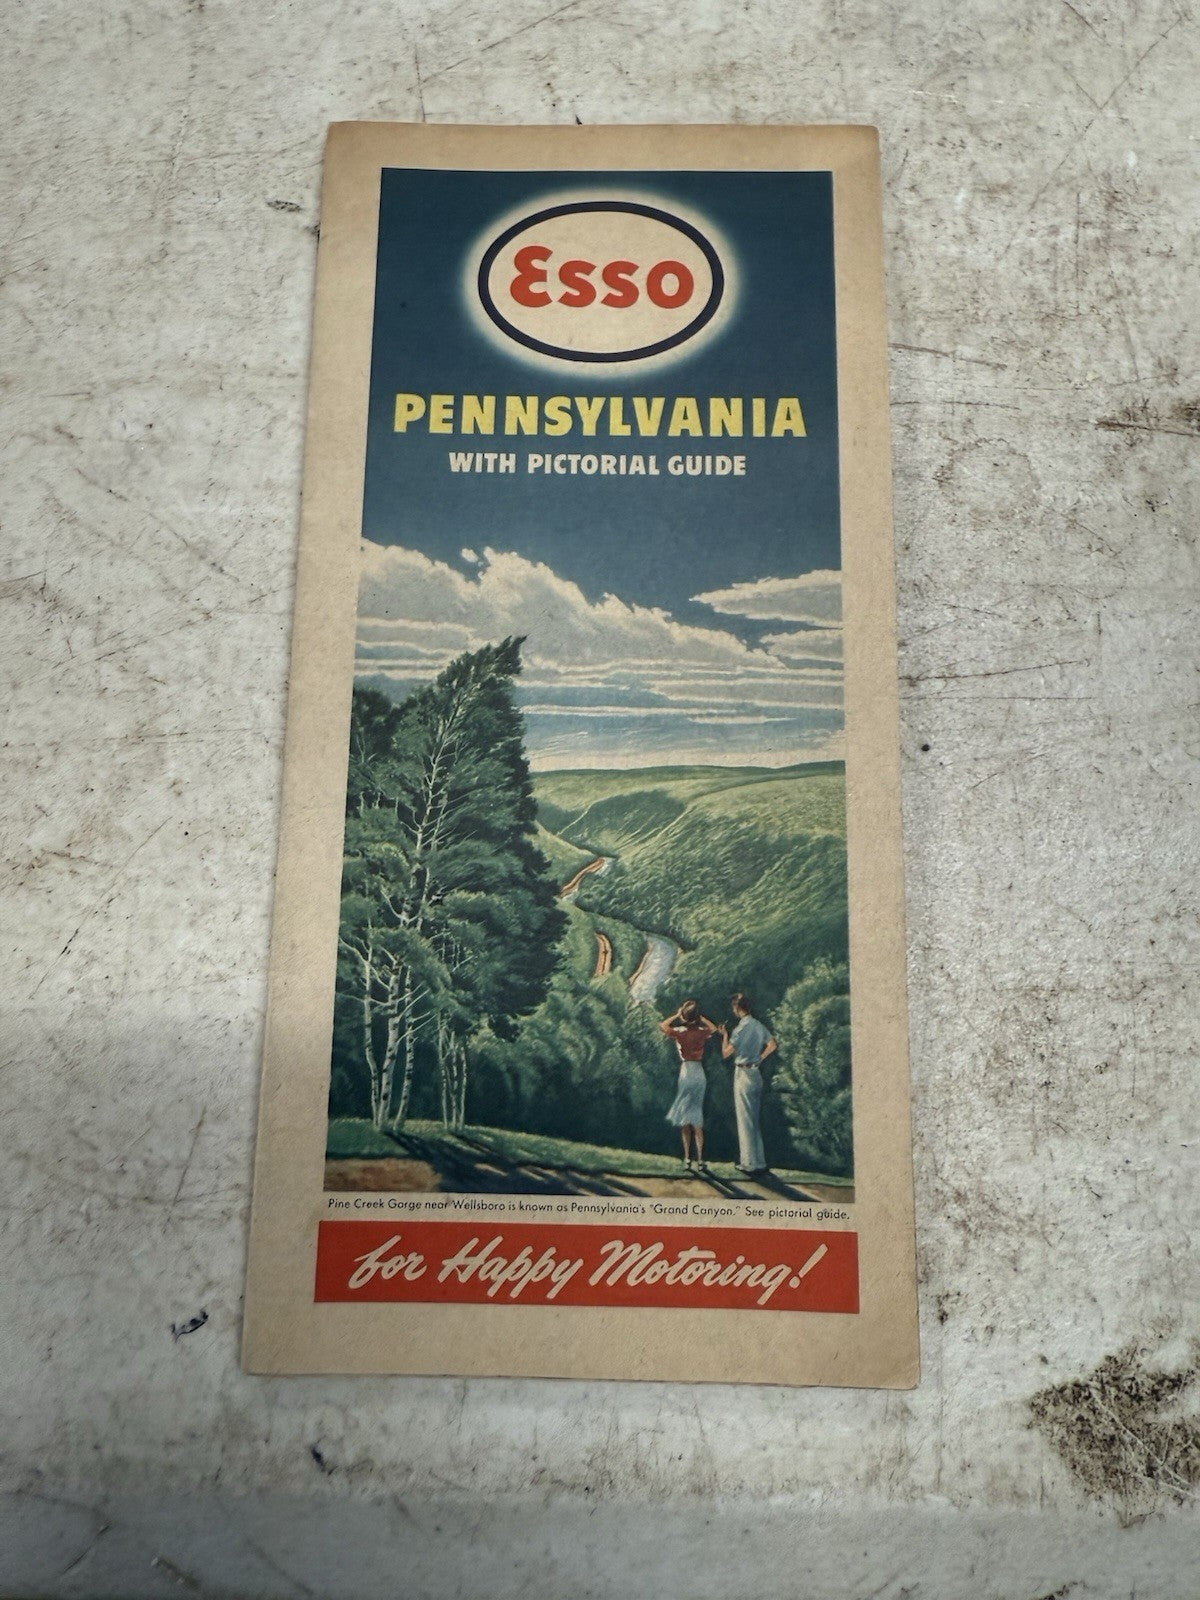 Esso
PENNSYLVANIA
WITH PICTORIAL GUIDE
Pine Creek Gorge near Wellsboro is known as Pennsylvania's "Grand Canyon." See pictorial guide.
for Happy Motoring!